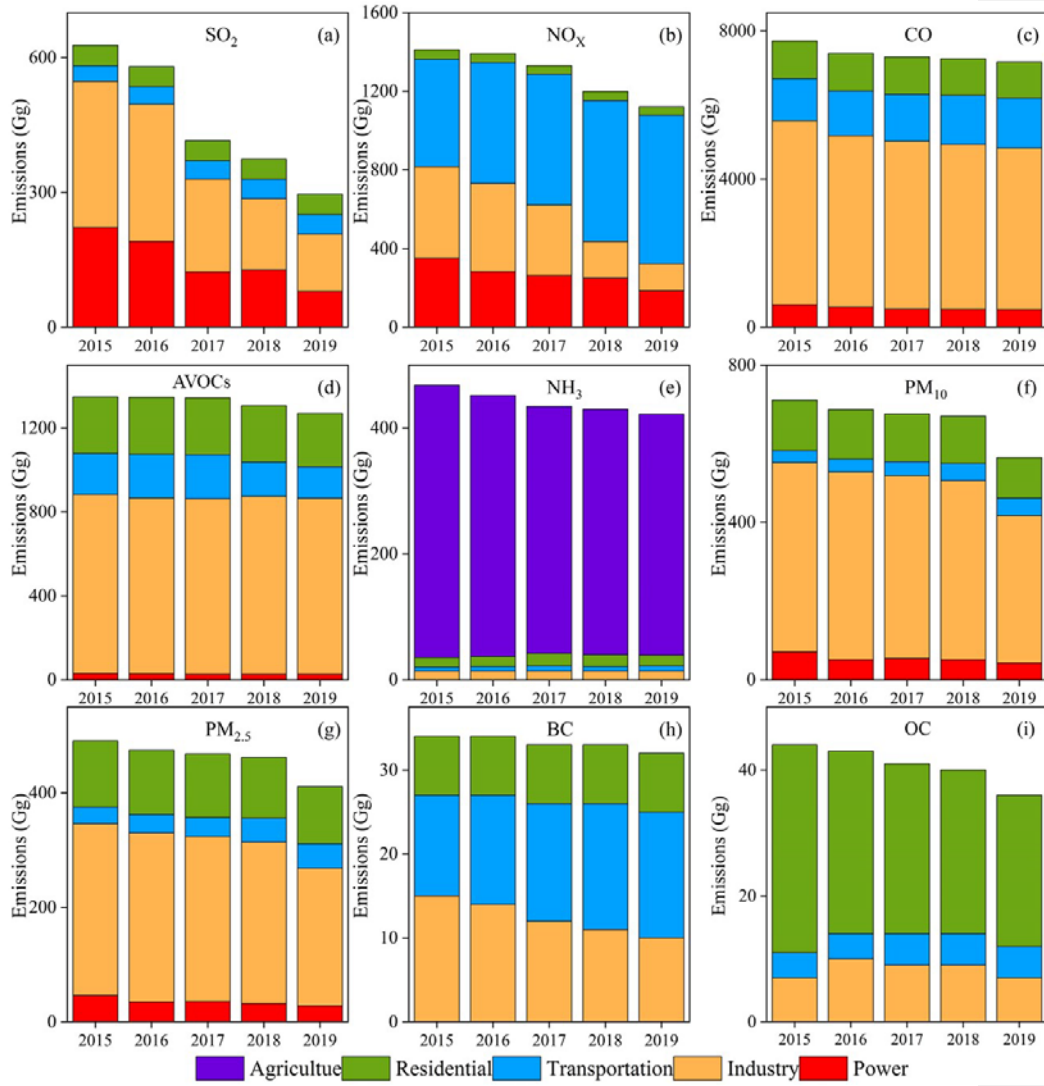 SO2 (a)
NOX (b)
CO (c)
Emissions (Gg)
Emissions (Gg)
Emissions (Gg)
600
300
0
1600
1200
800
400
0
8000
4000
0
2015 2016 2017 2018 2019
2015 2016 2017 2018 2019
2015 2016 2017 2018 2019
AVOCs (d)
NH3 (e)
PM10 (f)
Emissions (Gg)
Emissions (Gg)
Emissions (Gg)
1200
800
400
0
400
200
0
800
400
0
2015 2016 2017 2018 2019
2015 2016 2017 2018 2019
2015 2016 2017 2018 2019
PM2.5 (g)
BC (h)
OC (i)
Emissions (Gg)
Emissions (Gg)
Emissions (Gg)
400
200
0
30
20
10
0
40
20
0
2015 2016 2017 2018 2019
2015 2016 2017 2018 2019
2015 2016 2017 2018 2019
Agricultue Residential Transportation Industry Power